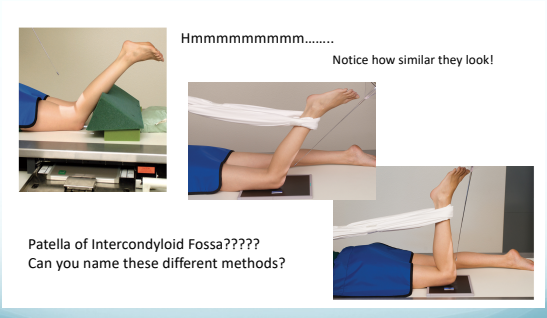 Hmmmmmmmmm……..
Notice how similar they look!
Patella of Intercondyloid Fossa?????
Can you name these different methods?